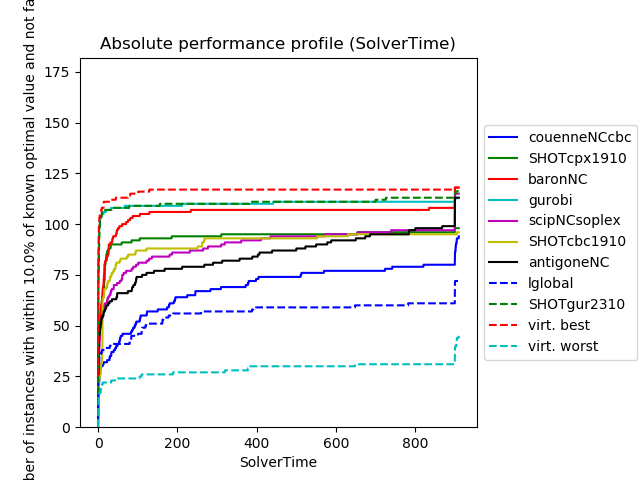 Absolute performance profile (SolverTime)
ber of instances with within 10.0% of known optimal value and not fa
175
150
125
100
75
50
25
0
0 200 400 600 800
SolverTime
couenneNCcbc
SHOTcpx1910
baronNC
gurobi
scipNCsoplex
SHOTcbc1910
antigoneNC
lglobal
SHOTgur2310
virt. best
virt. worst